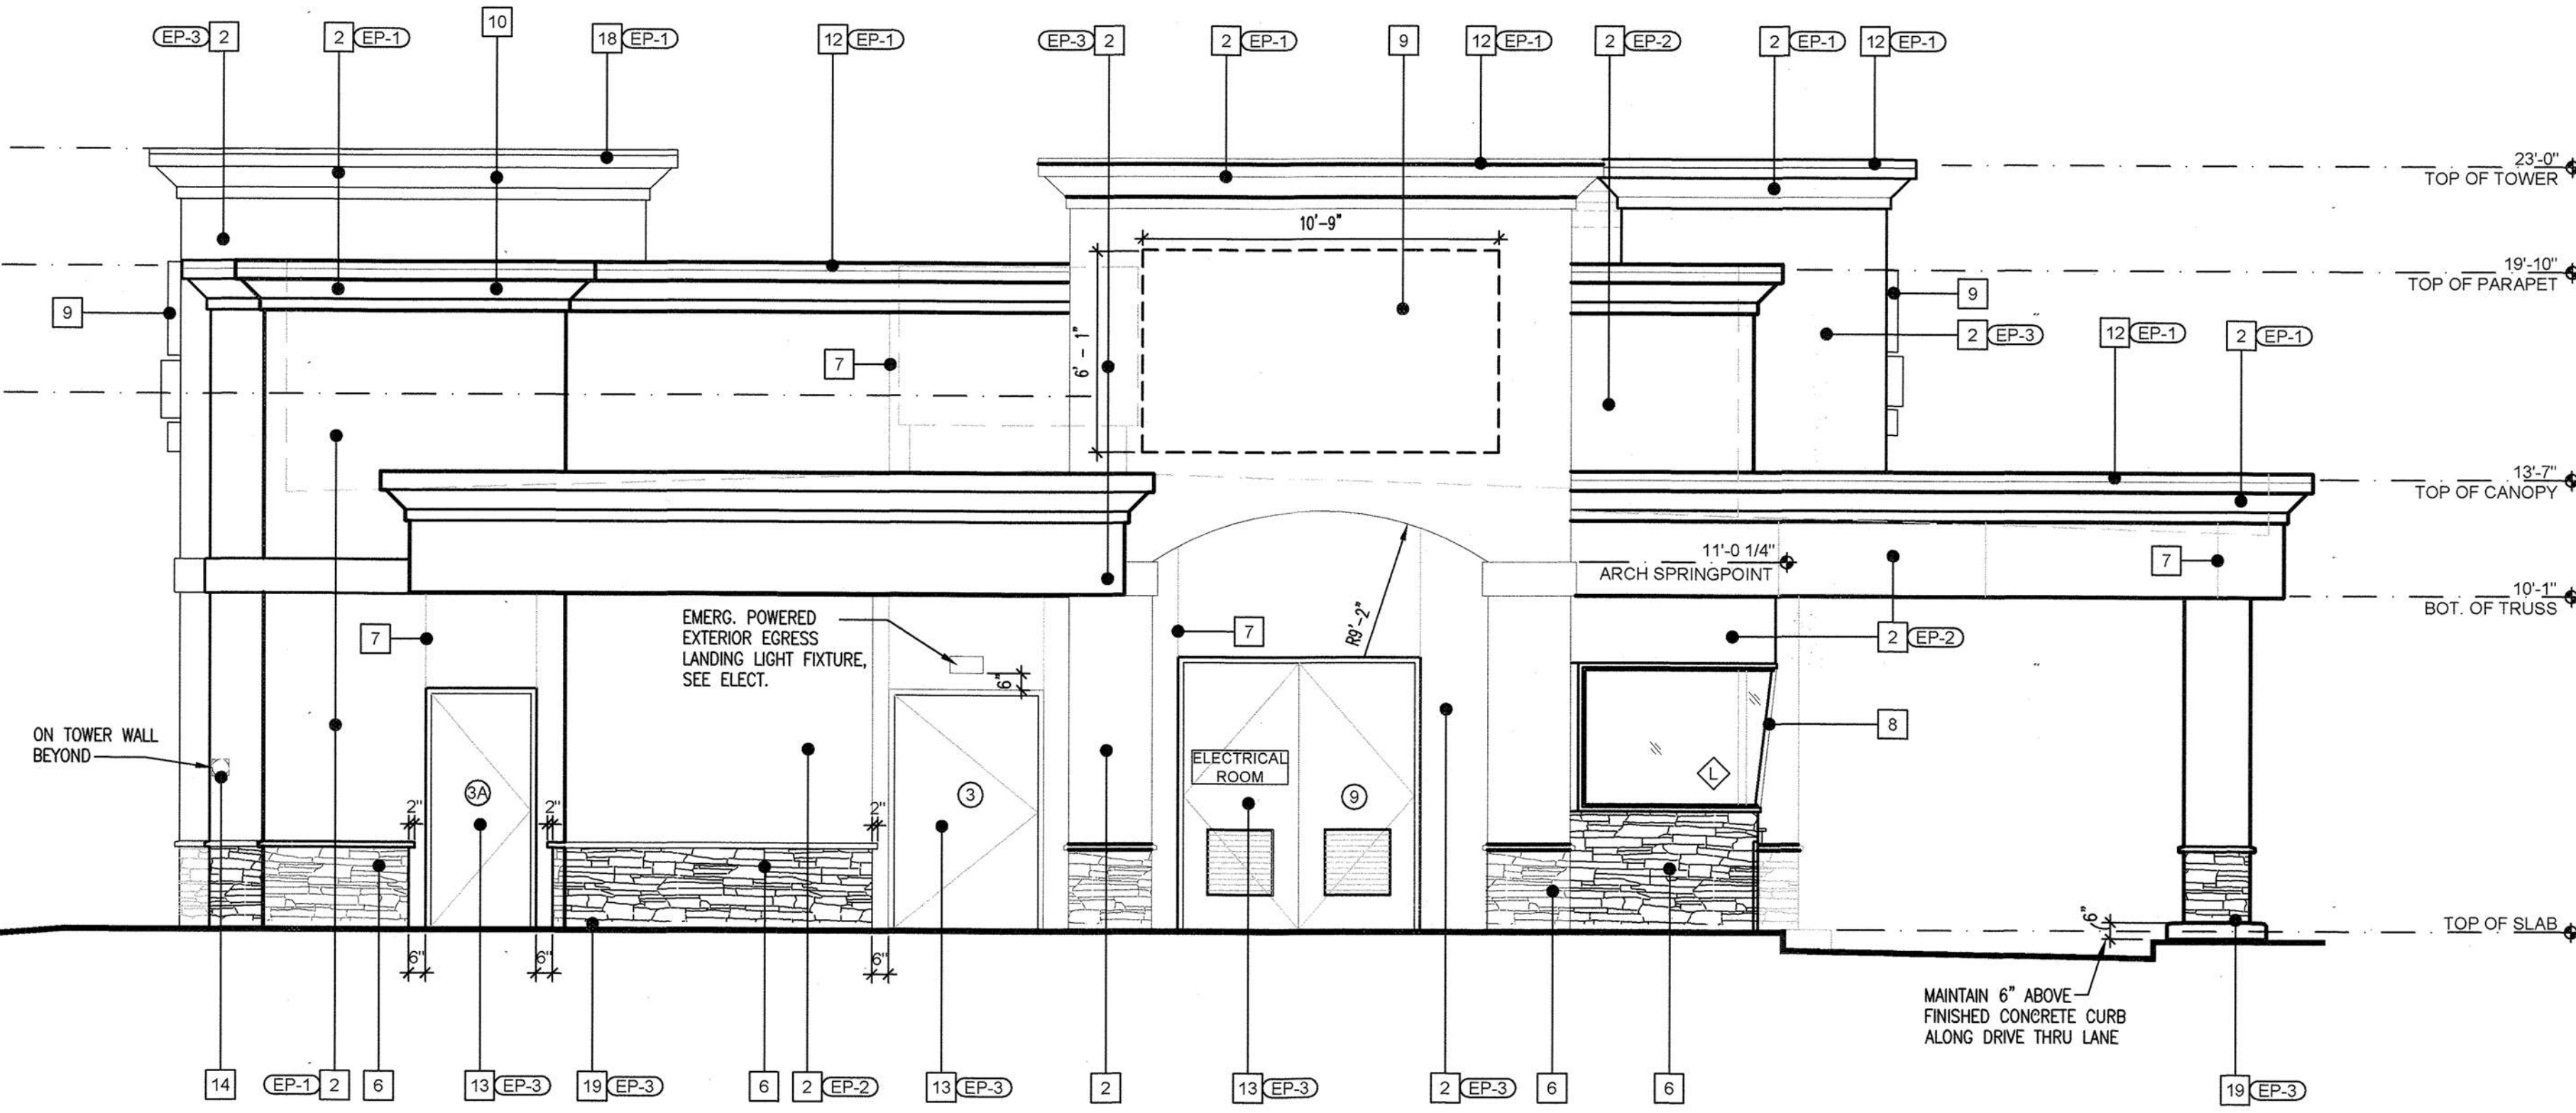 EP-3 2
2 EP-1
10
18 EP-1
12 EP-1
EP-3 2
2 EP-1
9
12 EP-1
2 EP-2
2 EP-1
12 EP-1
23'-0"
TOP OF TOWER
10'-9"
19'-10"
TOP OF PARAPET
9
9
6'-1"
2 EP-3
12 EP-1
2 EP-1
7
13'-7"
TOP OF CANOPY
11'-0 1/4"
ARCH SPRINGPOINT
7
10'-1"
BOT. OF TRUSS
EMERG. POWERED
EXTERIOR EGRESS
LANDING LIGHT FIXTURE,
SEE ELECT.
7
7
R9'-2"
2 EP-2
6"
ON TOWER WALL
BEYOND
8
ELECTRICAL
ROOM
L
3A
3
9
2"
2"
2"
6"
TOP OF SLAB
6"
6"
6"
MAINTAIN 6" ABOVE
FINISHED CONCRETE CURB
ALONG DRIVE THRU LANE
14
EP-1 2
6
13 EP-3
19 EP-3
6
2 EP-2
13 EP-3
2
13 EP-3
2 EP-3
6
6
19 EP-3